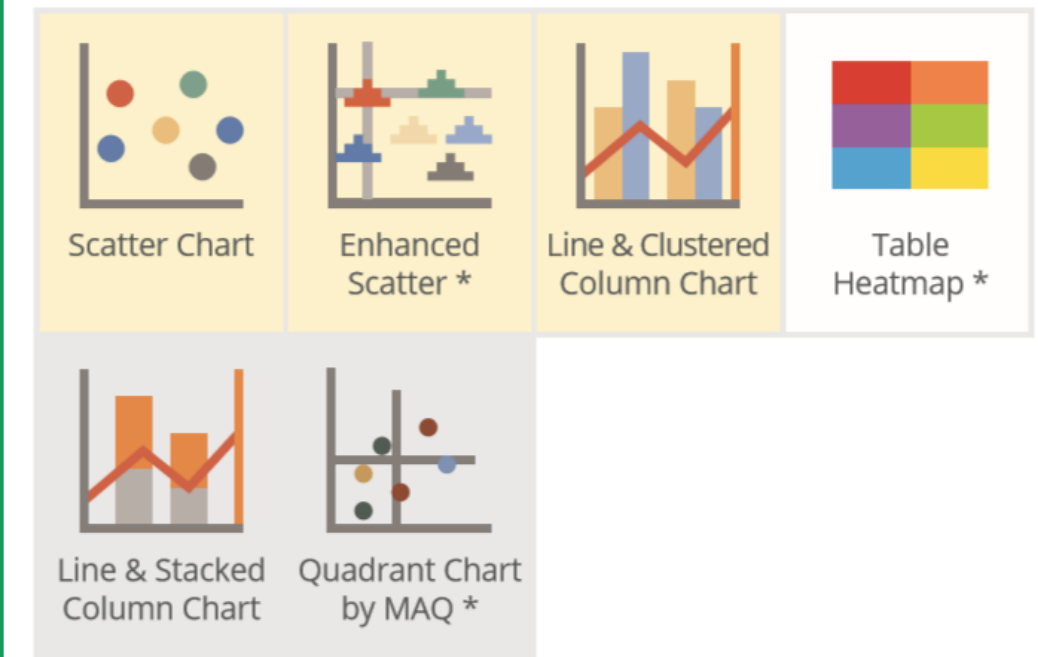 Scatter Chart
Enhanced
Scatter *
Line & Clustered
Column Chart
Table
Heatmap *
Line & Stacked
Column Chart
Quadrant Chart
by MAQ *